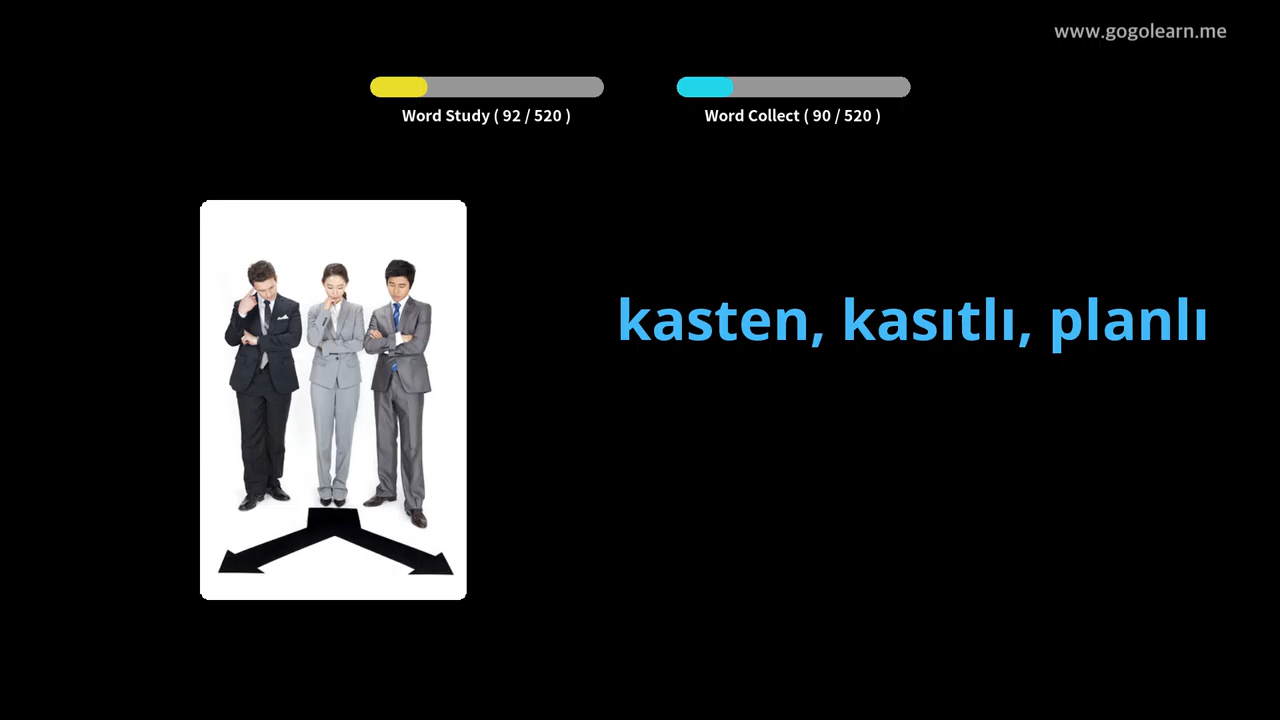 www.gogolearn.me
Word Study ( 92 / 520 )
Word Collect ( 90 / 520 )
kasten, kasıtlı, planlı